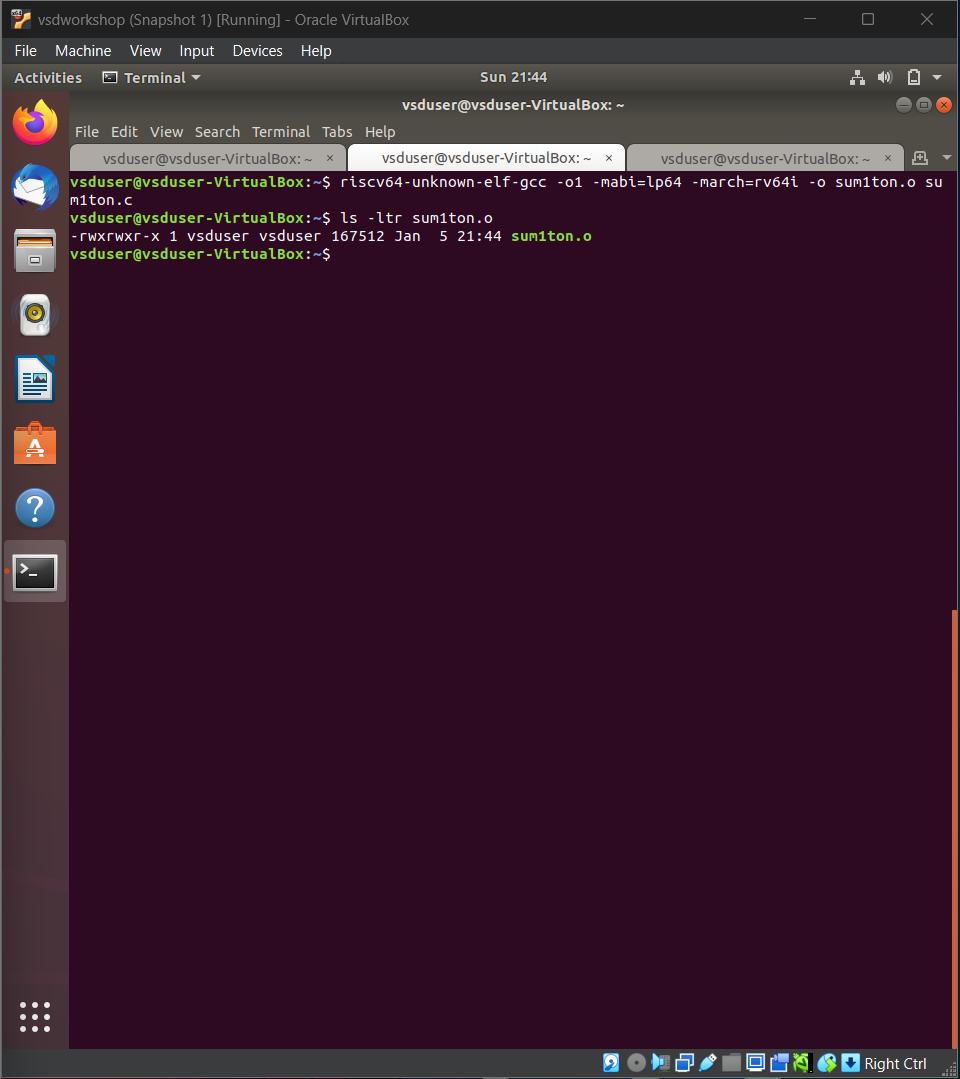 vsdworkshop (Snapshot 1) [Running] - Oracle VirtualBox
File Machine View Input Devices Help
Activities Terminal Sun 21:44
vsduser@vsduser-VirtualBox: ~
File Edit View Search Terminal Tabs Help
vsduser@vsduser-VirtualBox: ~ × vsduser@vsduser-VirtualBox: ~ × vsduser@vsduser-VirtualBox: ~ ×
vsduser@vsduser-VirtualBox:~$ riscv64-unknown-elf-gcc -o1 -mabi=lp64 -march=rv64i -o sum1ton.o su
m1ton.c
vsduser@vsduser-VirtualBox:~$ ls -ltr sum1ton.o
-rwxrwxr-x 1 vsduser vsduser 167512 Jan  5 21:44 sum1ton.o
vsduser@vsduser-VirtualBox:~$
Right Ctrl